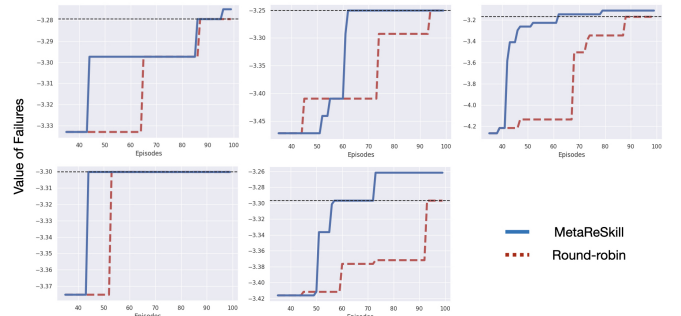 Value of Failures
−3.28
−3.29
−3.30
−3.31
−3.32
−3.33
40 50 60 70 80 90 100
Episodes
−3.25
−3.30
−3.35
−3.40
−3.45
40 50 60 70 80 90 100
Episodes
−3.2
−3.4
−3.6
−3.8
−4.0
−4.2
40 50 60 70 80 90 100
Episodes
−3.30
−3.31
−3.32
−3.33
−3.34
−3.35
−3.36
−3.37
40 50 60 70 80 90 100
Episodes
−3.26
−3.28
−3.30
−3.32
−3.34
−3.36
−3.38
−3.40
−3.42
40 50 60 70 80 90 100
Episodes
MetaReSkill
Round-robin